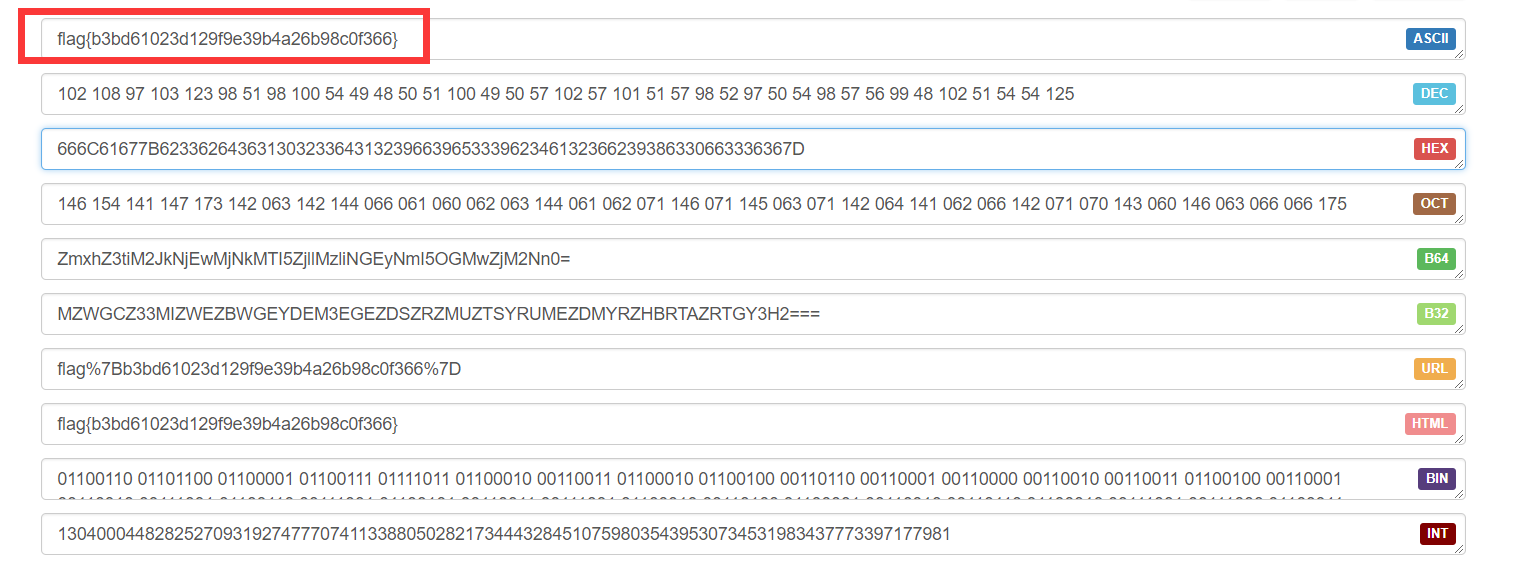 flag{b3bd61023d129f9e39b4a26b98c0f366} ASCII
102 108 97 103 123 98 51 98 100 54 49 48 50 51 100 49 50 57 102 57 101 51 57 98 52 97 50 54 98 57 56 99 48 102 51 54 54 125 DEC
666C61677B62336264363130323364313239663965333962346132366239386330663336367D HEX
146 154 141 147 173 142 063 142 144 066 061 060 062 063 144 061 062 071 146 071 145 063 071 142 064 141 062 066 142 071 070 143 060 146 063 066 066 175 OCT
ZmxhZ3tiM2JkNjEwMjNkMTI5ZjllMzliNGEyNmI5OGMwZjM2Nn0= B64
MZWGCZ33MIZWEZBWGEYDEM3EGEZDSZRZMUZTSYRUMEZDMYRZHBRTAZRTGY3H2=== B32
flag%7Bb3bd61023d129f9e39b4a26b98c0f366%7D URL
flag{b3bd61023d129f9e39b4a26b98c0f366} HTML
01100110 01101100 01100001 01100111 01111011 01100010 00110011 01100010 01100100 00110110 00110001 00110000 00110010 00110011 01100100 00110001 BIN
1304000448282527093192747770741133880502821734443284510759803543953073453198343777339717​7981 INT